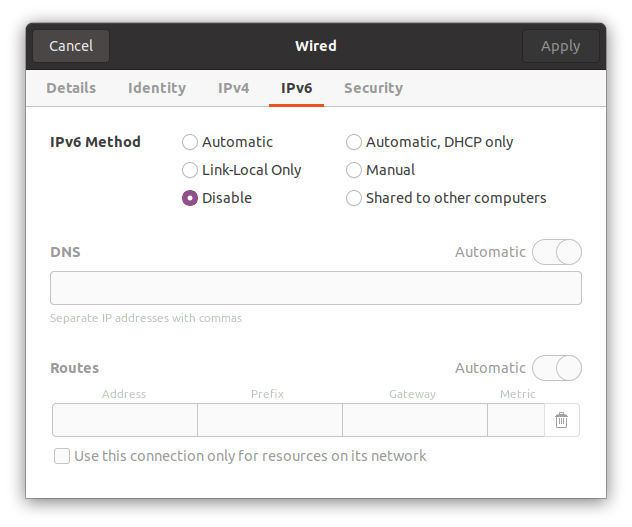 Cancel Wired Apply
Details Identity IPv4 IPv6 Security
IPv6 Method Automatic Automatic, DHCP only
Link-Local Only Manual
Disable Shared to other computers
DNS Automatic
Separate IP addresses with commas
Routes Automatic
Address Prefix Gateway Metric
Use this connection only for resources on its network